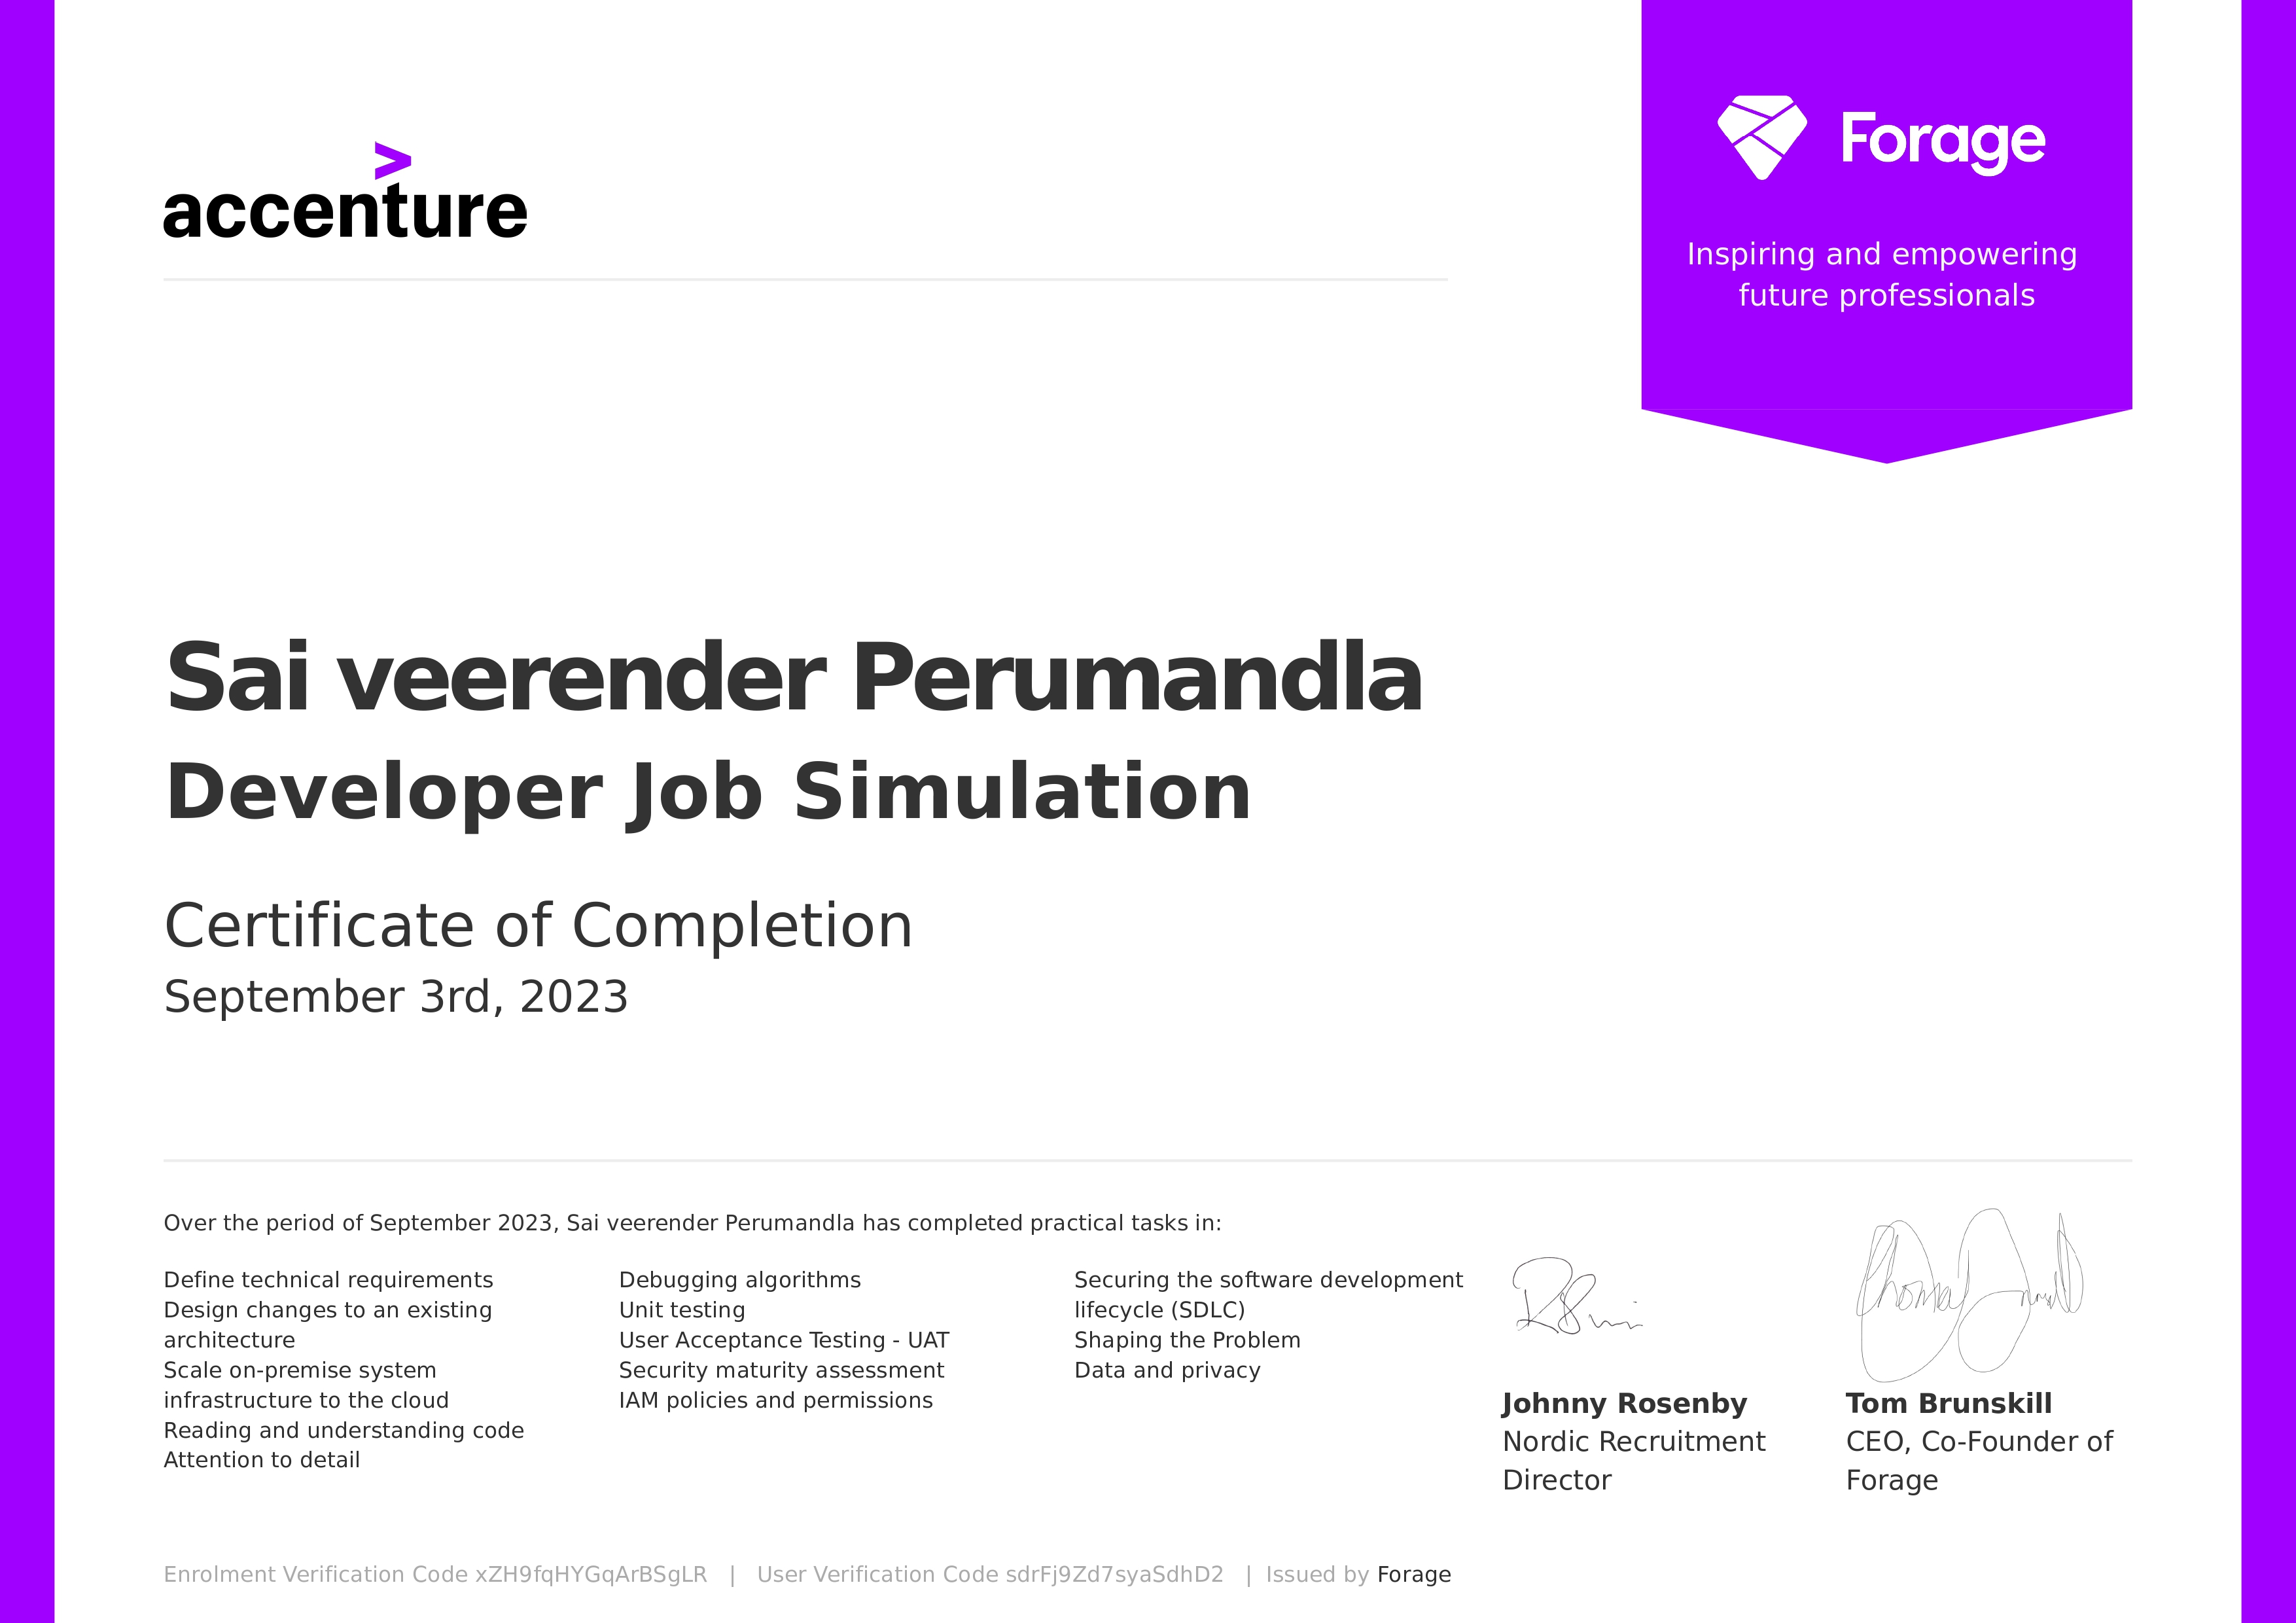 accenture
>
Forage
Inspiring and empowering
future professionals
Sai veerender Perumandla
Developer Job Simulation
Certificate of Completion
September 3rd, 2023
Over the period of September 2023, Sai veerender Perumandla has completed practical tasks in:
Define technical requirements
Design changes to an existing
architecture
Scale on-premise system
infrastructure to the cloud
Reading and understanding code
Attention to detail
Debugging algorithms
Unit testing
User Acceptance Testing - UAT
Security maturity assessment
IAM policies and permissions
Securing the software development
lifecycle (SDLC)
Shaping the Problem
Data and privacy
Johnny Rosenby
Nordic Recruitment
Director
Tom Brunskill
CEO, Co-Founder of
Forage
Enrolment Verification Code xZH9fqHYGqArBSgLR | User Verification Code sdrFj9Zd7syaSdhD2 | Issued by Forage